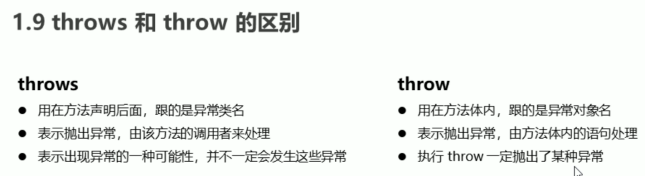 1.9 throws 和 throw 的区别
throws
● 用在方法声明后面，跟的是异常类名
● 表示抛出异常，由该方法的调用者来处理
● 表示出现异常的一种可能性，并不一定会发生这些异常
throw
● 用在方法体内，跟的是异常对象名
● 表示抛出异常，由方法体内的语句处理
● 执行 throw 一定抛出了某种异常